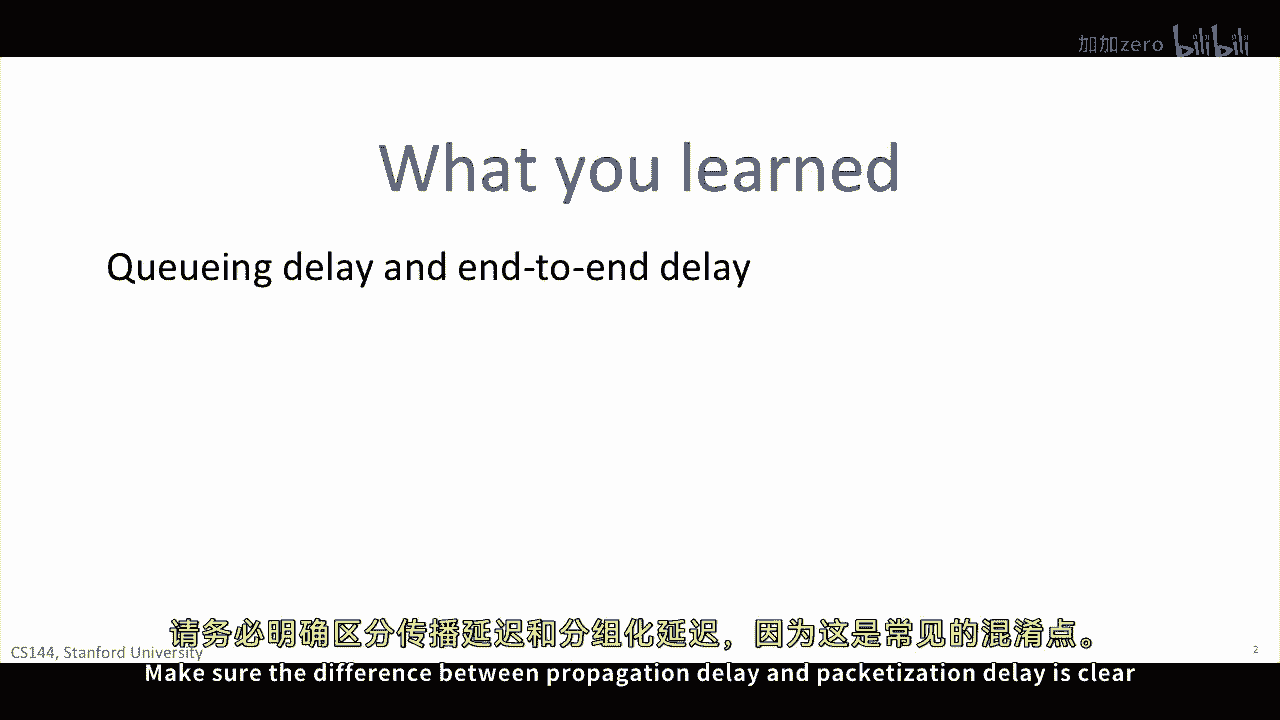 加加zero bilibili
What you learned
Queueing delay and end-to-end delay
请务必明确区分传播延迟和分组化延迟，因为这是常见的混淆点。
CS144, Stanford University
2
Make sure the difference between propagation delay and packetization delay is clear